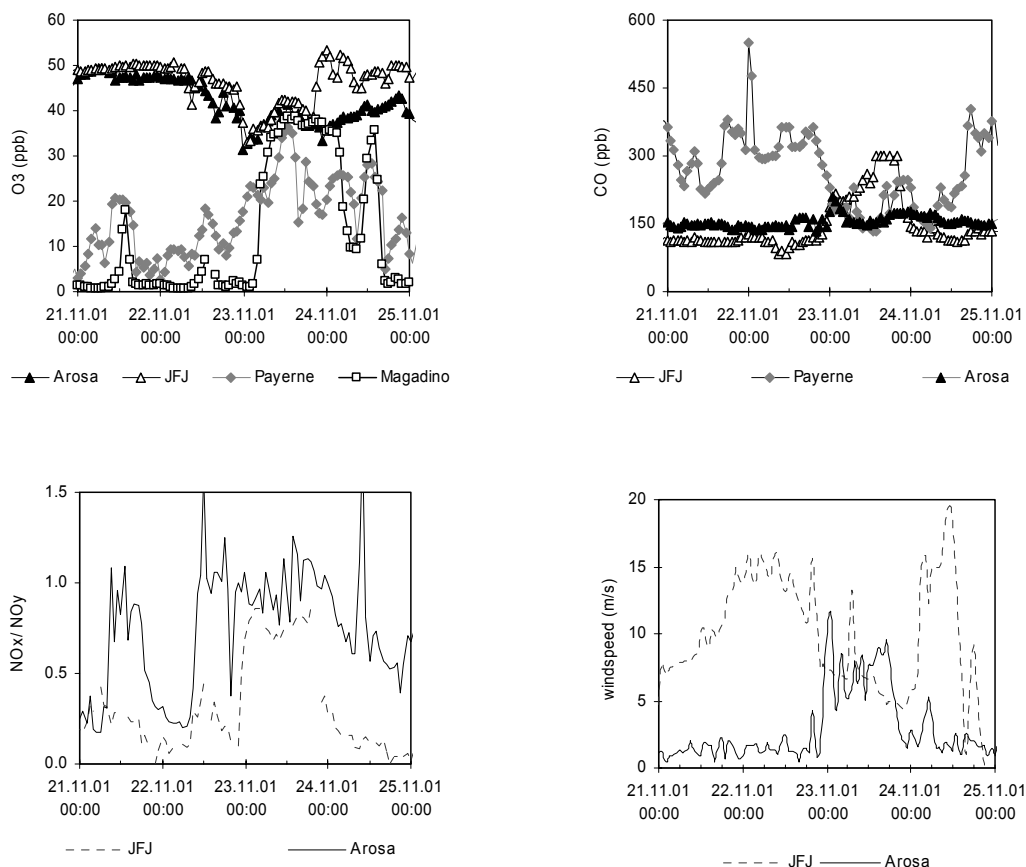 60
50
40
30
20
10
0
O3 (ppb)
21.11.01 22.11.01 23.11.01 24.11.01 25.11.01
00:00 00:00 00:00 00:00 00:00
Arosa JFJ Payerne Magadino
600
450
300
150
0
CO (ppb)
21.11.01 22.11.01 23.11.01 24.11.01 25.11.01
00:00 00:00 00:00 00:00 00:00
JFJ Payerne Arosa
1.5
1.0
0.5
0.0
NOx/ NOy
21.11.01 22.11.01 23.11.01 24.11.01 25.11.01
00:00 00:00 00:00 00:00 00:00
JFJ Arosa
20
15
10
5
0
windspeed (m/s)
21.11.01 22.11.01 23.11.01 24.11.01 25.11.01
00:00 00:00 00:00 00:00 00:00
JFJ Arosa